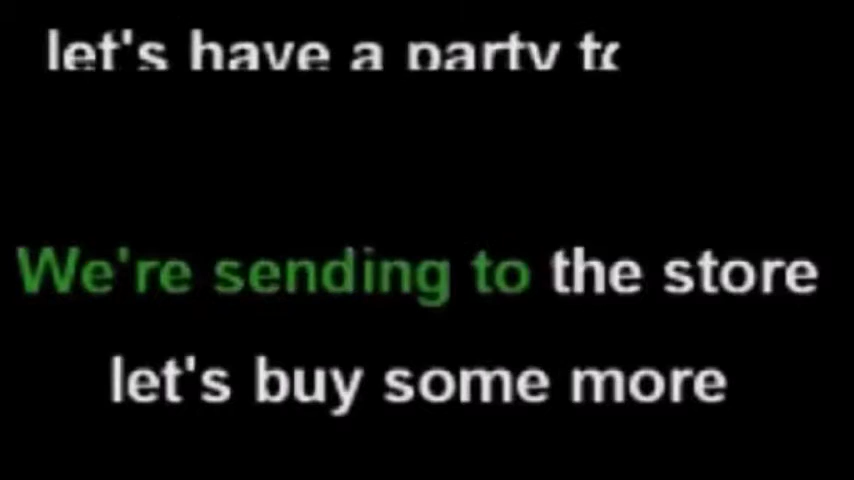 let's have a party
We're sending to the store
let's buy some more